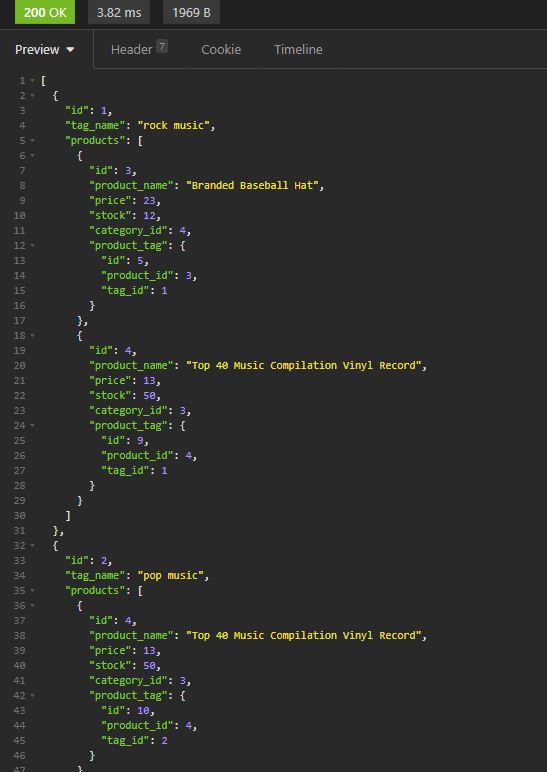 200 OK 3.82 ms 1969 B
Preview Header 7 Cookie Timeline
1 [
2 {
3 "id": 1,
4 "tag_name": "rock music",
5 "products": [
6 {
7 "id": 3,
8 "product_name": "Branded Baseball Hat",
9 "price": 23,
10 "stock": 12,
11 "category_id": 4,
12 "product_tag": {
13 "id": 5,
14 "product_id": 3,
15 "tag_id": 1
16 }
17 },
18 {
19 "id": 4,
20 "product_name": "Top 40 Music Compilation Vinyl Record",
21 "price": 13,
22 "stock": 50,
23 "category_id": 3,
24 "product_tag": {
25 "id": 9,
26 "product_id": 4,
27 "tag_id": 1
28 }
29 }
30 ]
31 },
32 {
33 "id": 2,
34 "tag_name": "pop music",
35 "products": [
36 {
37 "id": 4,
38 "product_name": "Top 40 Music Compilation Vinyl Record",
39 "price": 13,
40 "stock": 50,
41 "category_id": 3,
42 "product_tag": {
43 "id": 10,
44 "product_id": 4,
45 "tag_id": 2
46 }
47 }